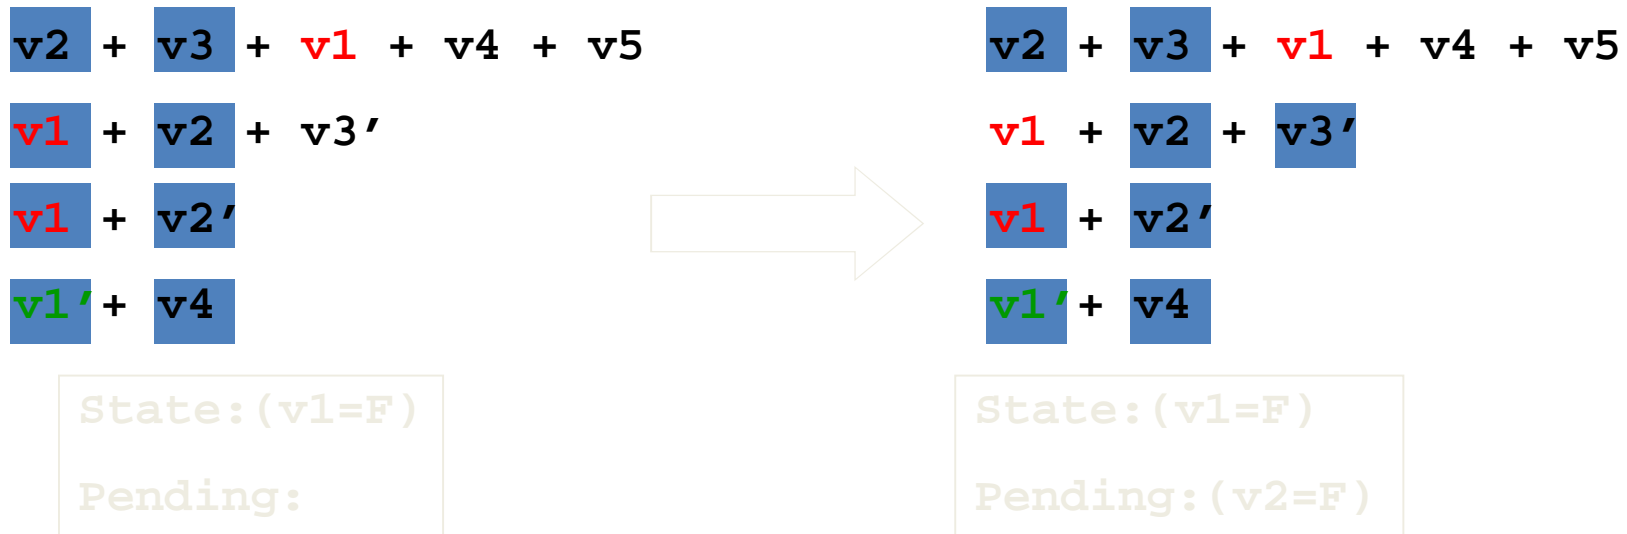 v2 + v3 + v1 + v4 + v5
v1 + v2 + v3′
v1 + v2′
v1′ + v4
State:(v1=F)
Pending:
v2 + v3 + v1 + v4 + v5
v1 + v2 + v3′
v1 + v2′
v1′ + v4
State:(v1=F)
Pending:(v2=F)